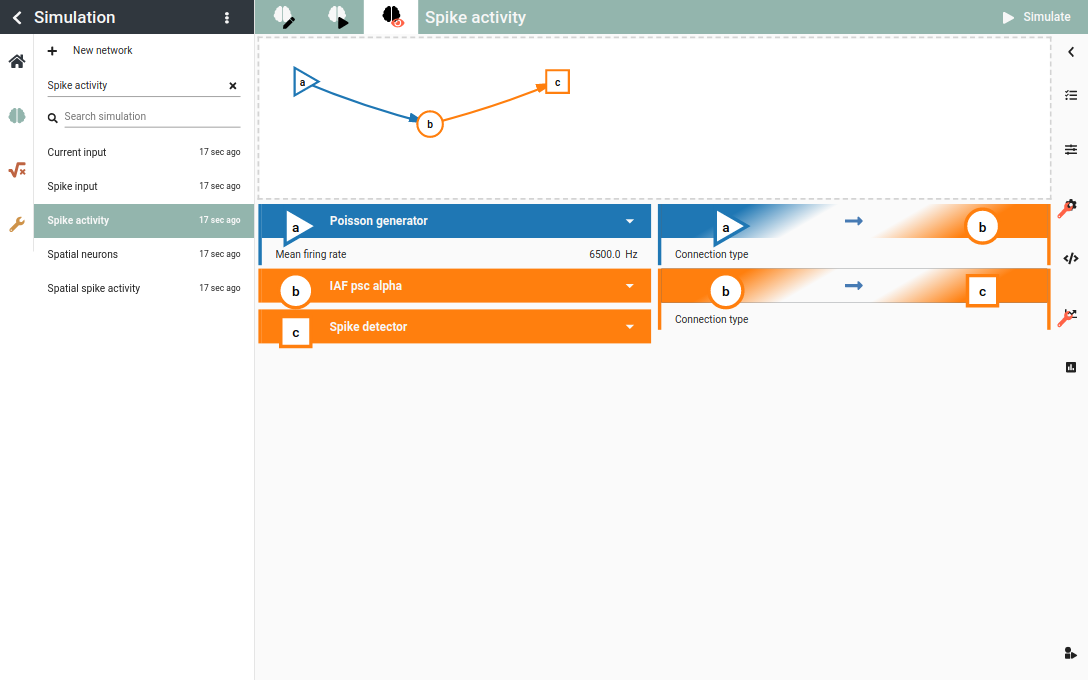 Simulation
Spike activity
Simulate
New network
Spike activity
Search simulation
Current input 17 sec ago
Spike input 17 sec ago
Spike activity 17 sec ago
Spatial neurons 17 sec ago
Spatial spike activity 17 sec ago
a
b
c
a Poisson generator
Mean firing rate 6500.0 Hz
b IAF psc alpha
c Spike detector
a b
Connection type
b c
Connection type